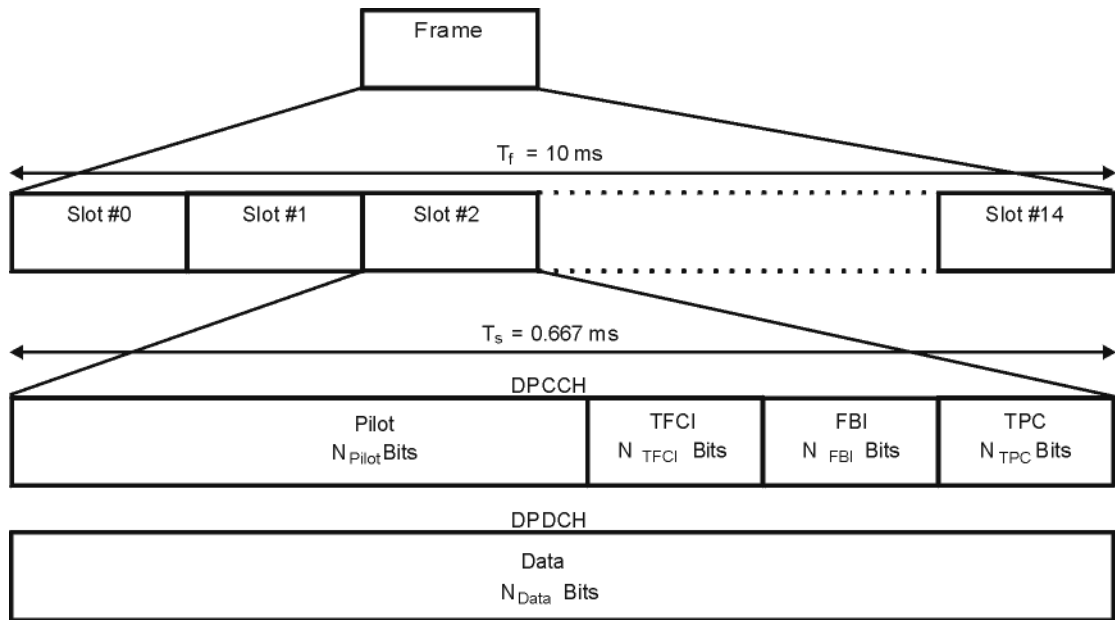 Frame
T_f = 10 ms
Slot #0 Slot #1 Slot #2 Slot #14
T_s = 0.667 ms
DPCCH
Pilot TFCI FBI TPC
N_Pilot Bits N_TFCI Bits N_FBI Bits N_TPC Bits
DPDCH
Data
N_Data Bits